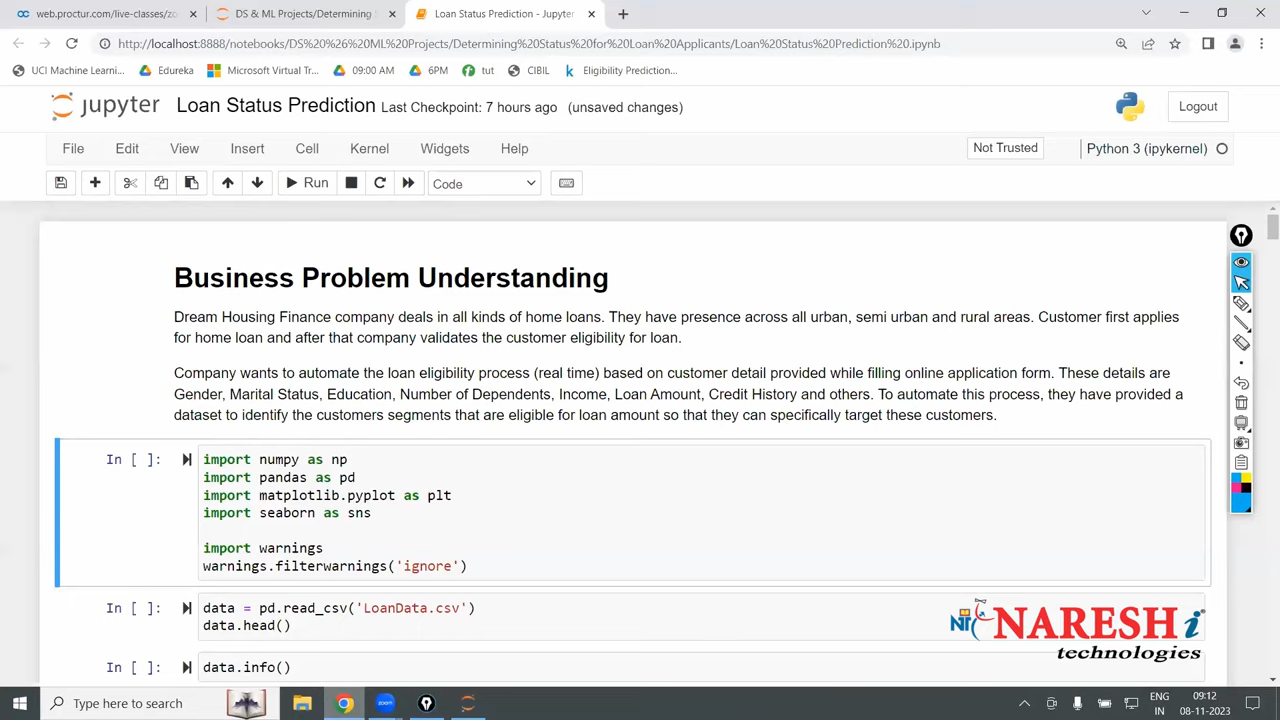 web.proctur.com/live-classes/zo
DS & ML Projects/Determining S
Loan Status Prediction - Jupyter
http://localhost:8888/notebooks/DS%20%26%20ML%20Projects/Determining%20Status%20for%20Loan%20Applicants/Loan%20Status%20Prediction%20.ipynb
UCI Machine Learni...
Edureka
Microsoft Virtual Tr...
09:00 AM
6PM
tut
CIBIL
Eligibility Prediction...
jupyter Loan Status Prediction Last Checkpoint: 7 hours ago (unsaved changes)
Logout
File Edit View Insert Cell Kernel Widgets Help
Not Trusted
Python 3 (ipykernel)
Run
Code
Business Problem Understanding
Dream Housing Finance company deals in all kinds of home loans. They have presence across all urban, semi urban and rural areas. Customer first applies
for home loan and after that company validates the customer eligibility for loan.
Company wants to automate the loan eligibility process (real time) based on customer detail provided while filling online application form. These details are
Gender, Marital Status, Education, Number of Dependents, Income, Loan Amount, Credit History and others. To automate this process, they have provided a
dataset to identify the customers segments that are eligible for loan amount so that they can specifically target these customers.
In [ ]:
import numpy as np
import pandas as pd
import matplotlib.pyplot as plt
import seaborn as sns
import warnings
warnings.filterwarnings('ignore')
In [ ]:
data = pd.read_csv('LoanData.csv')
data.head()
In [ ]:
data.info()
NARESH i
technologies
Type here to search
zoom
ENG
IN
09:12
08-11-2023